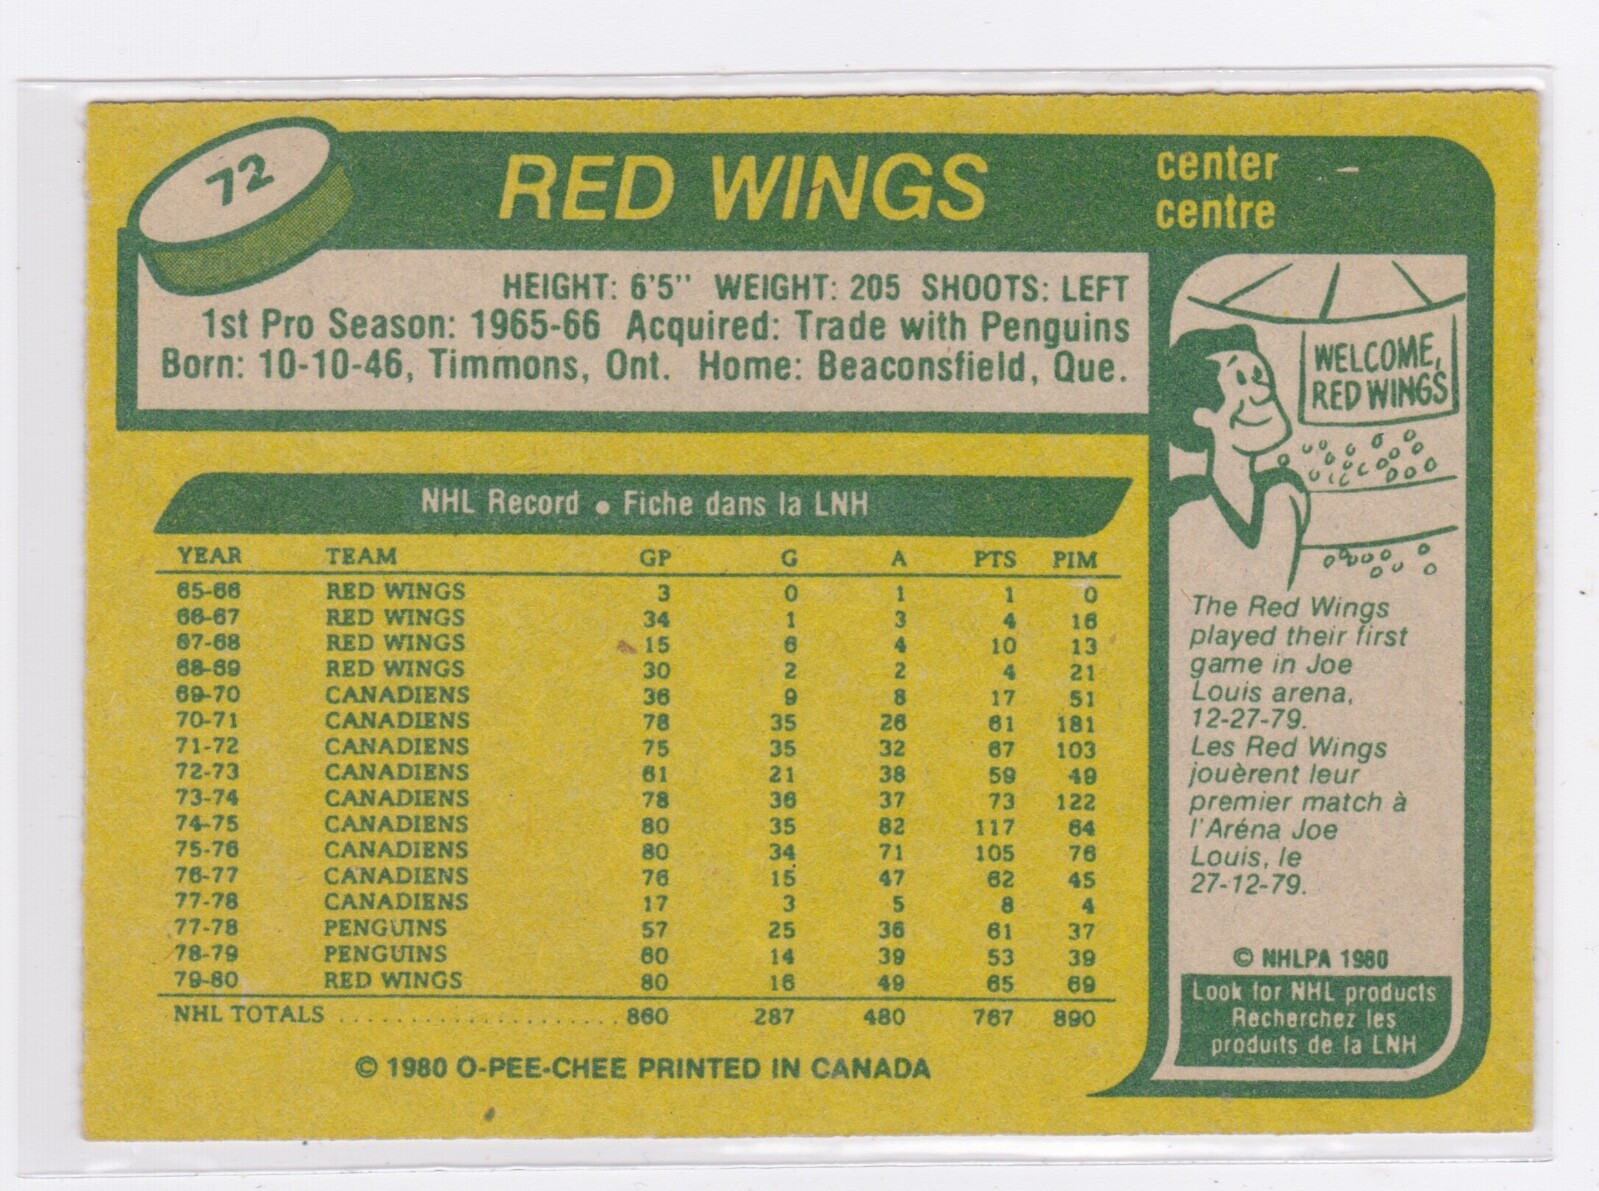 72
RED WINGS
center
centre
HEIGHT: 6'5" WEIGHT: 205 SHOOTS: LEFT
1st Pro Season: 1965-66 Acquired: Trade with Penguins
Born: 10-10-46, Timmons, Ont. Home: Beaconsfield, Que.
NHL Record • Fiche dans la LNH
YEAR TEAM GP G A PTS PIM
65-66 RED WINGS 3 0 1 1 0
66-67 RED WINGS 34 1 3 4 16
67-68 RED WINGS 15 6 4 10 13
68-69 RED WINGS 30 2 2 4 21
69-70 CANADIENS 36 9 8 17 51
70-71 CANADIENS 78 35 26 61 181
71-72 CANADIENS 75 35 32 67 103
72-73 CANADIENS 61 21 38 59 49
73-74 CANADIENS 78 36 37 73 122
74-75 CANADIENS 80 35 82 117 64
75-76 CANADIENS 80 34 71 105 76
76-77 CANADIENS 76 15 47 62 45
77-78 CANADIENS 17 3 5 8 4
77-78 PENGUINS 57 25 36 61 37
78-79 PENGUINS 60 14 39 53 39
79-80 RED WINGS 80 16 49 65 69
NHL TOTALS ..................... 860 287 480 767 890
© 1980 O-PEE-CHEE PRINTED IN CANADA
WELCOME,
RED WINGS
The Red Wings
played their first
game in Joe
Louis arena,
12-27-79.
Les Red Wings
jouèrent leur
premier match à
l'Aréna Joe
Louis, le
27-12-79.
© NHLPA 1980
Look for NHL products
Recherchez les
produits de la LNH